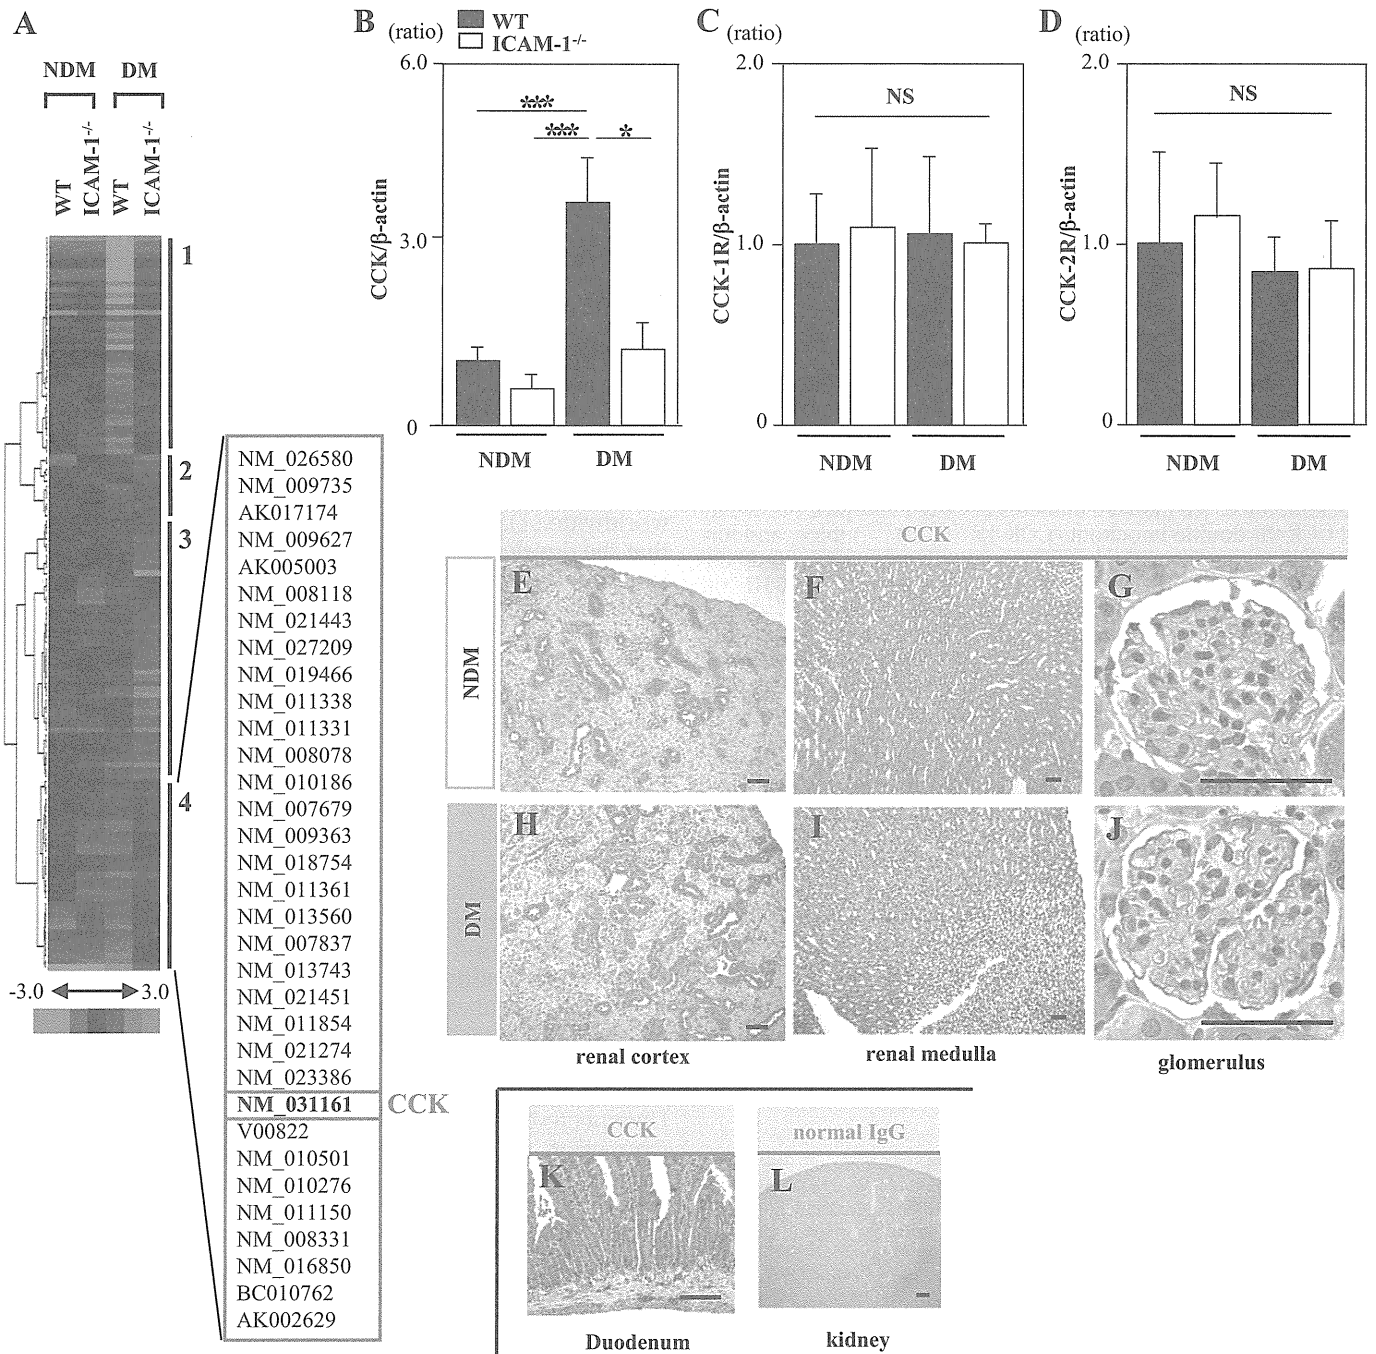 A
NDM DM
WT
ICAM-1-/-
WT
ICAM-1-/-
1
2
3
4
-3.0 3.0
NM_026580
NM_009735
AK017174
NM_009627
AK005003
NM_008118
NM_021443
NM_027209
NM_019466
NM_011338
NM_011331
NM_008078
NM_010186
NM_007679
NM_009363
NM_018754
NM_011361
NM_013560
NM_007837
NM_013743
NM_021451
NM_011854
NM_021274
NM_023386
NM_031161 CCK
V00822
NM_010501
NM_010276
NM_011150
NM_008331
NM_016850
BC010762
AK002629
B
(ratio)
WT
ICAM-1-/-
6.0
3.0
0
CCK/β-actin
***
*** *
NDM DM
C (ratio)
2.0
1.0
0
CCK-1R/β-actin
NS
NDM DM
D (ratio)
2.0
1.0
0
CCK-2R/β-actin
NS
NDM DM
CCK
NDM
E F G
DM
H I J
renal cortex renal medulla glomerulus
CCK
K
Duodenum
normal IgG
L
kidney